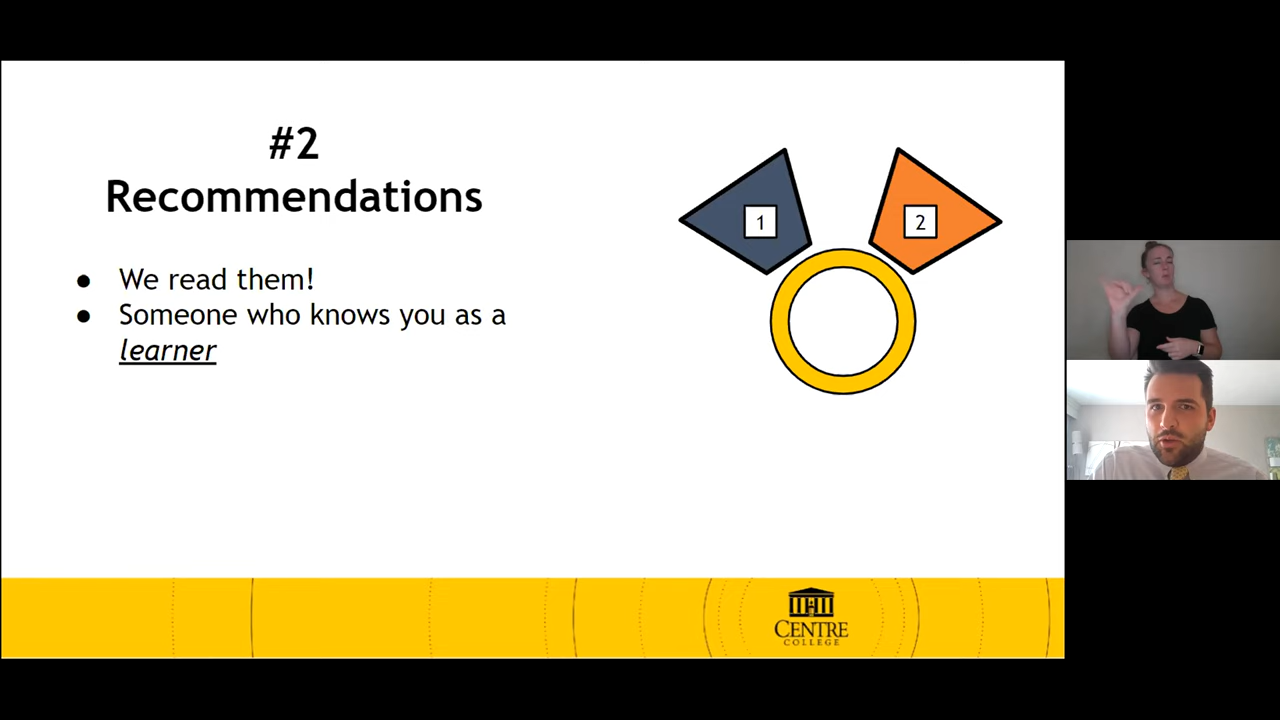 #2
Recommendations
● We read them!
● Someone who knows you as a
learner
1
2
CENTRE
COLLEGE